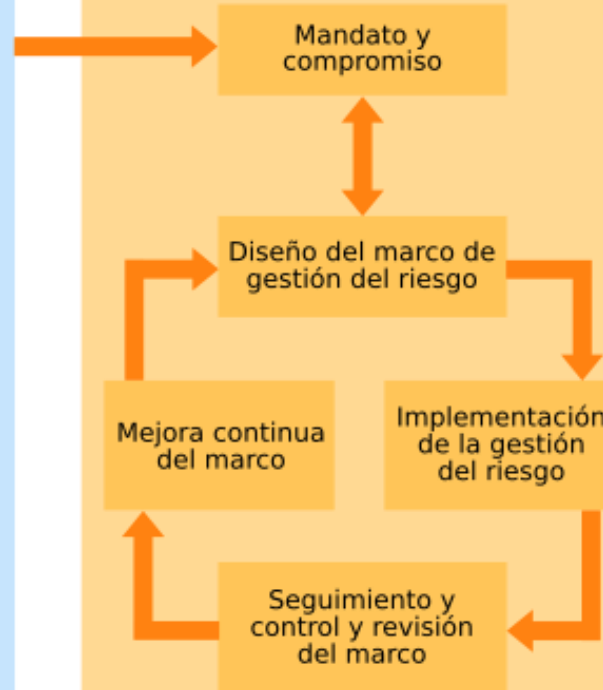 Mandato y
compromiso
Diseño del marco de
gestión del riesgo
Mejora continua
del marco
Implementación
de la gestión
del riesgo
Seguimiento y
control y revisión
del marco